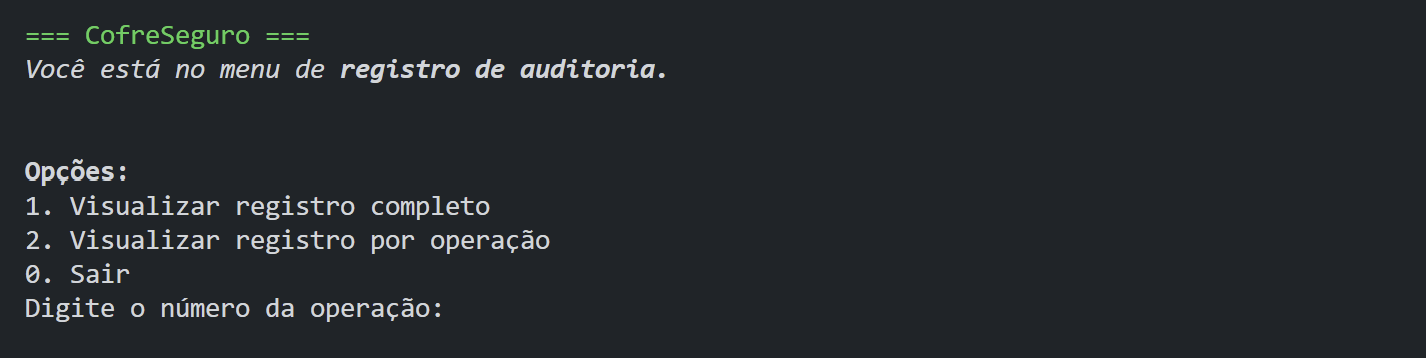 === CofreSeguro ===
Você está no menu de registro de auditoria.
Opções:
1. Visualizar registro completo
2. Visualizar registro por operação
0. Sair
Digite o número da operação: